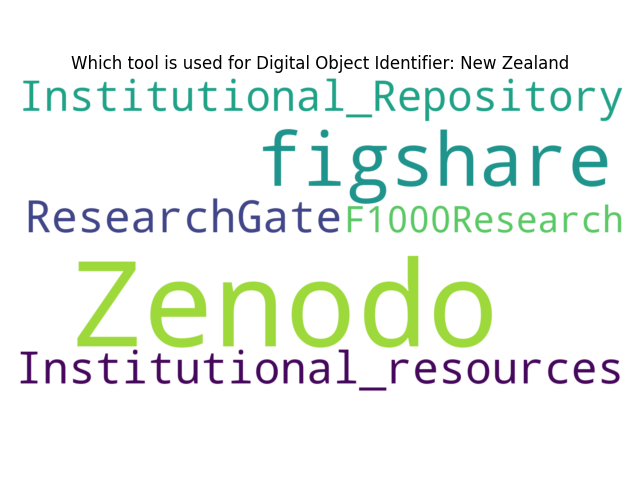 Which tool is used for Digital Object Identifier: New Zealand
Institutional_Repository
figshare
ResearchGate F1000Research
Zenodo
Institutional_resources